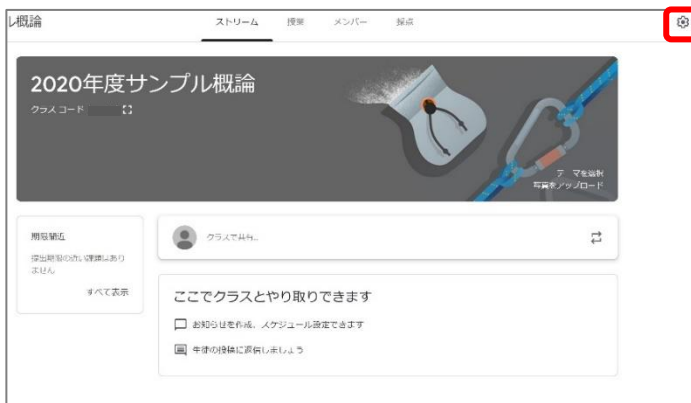 レ概論
ストリーム 授業 メンバー 採点
2020年度サンプル概論
クラス コード
テーマを選択
写真をアップロード
期限間近
提出期限の近い課題はあり
ません
すべて表示
クラスで共有...
ここでクラスとやり取りできます
お知らせを作成、スケジュール設定できます
生徒の投稿に返信しましょう